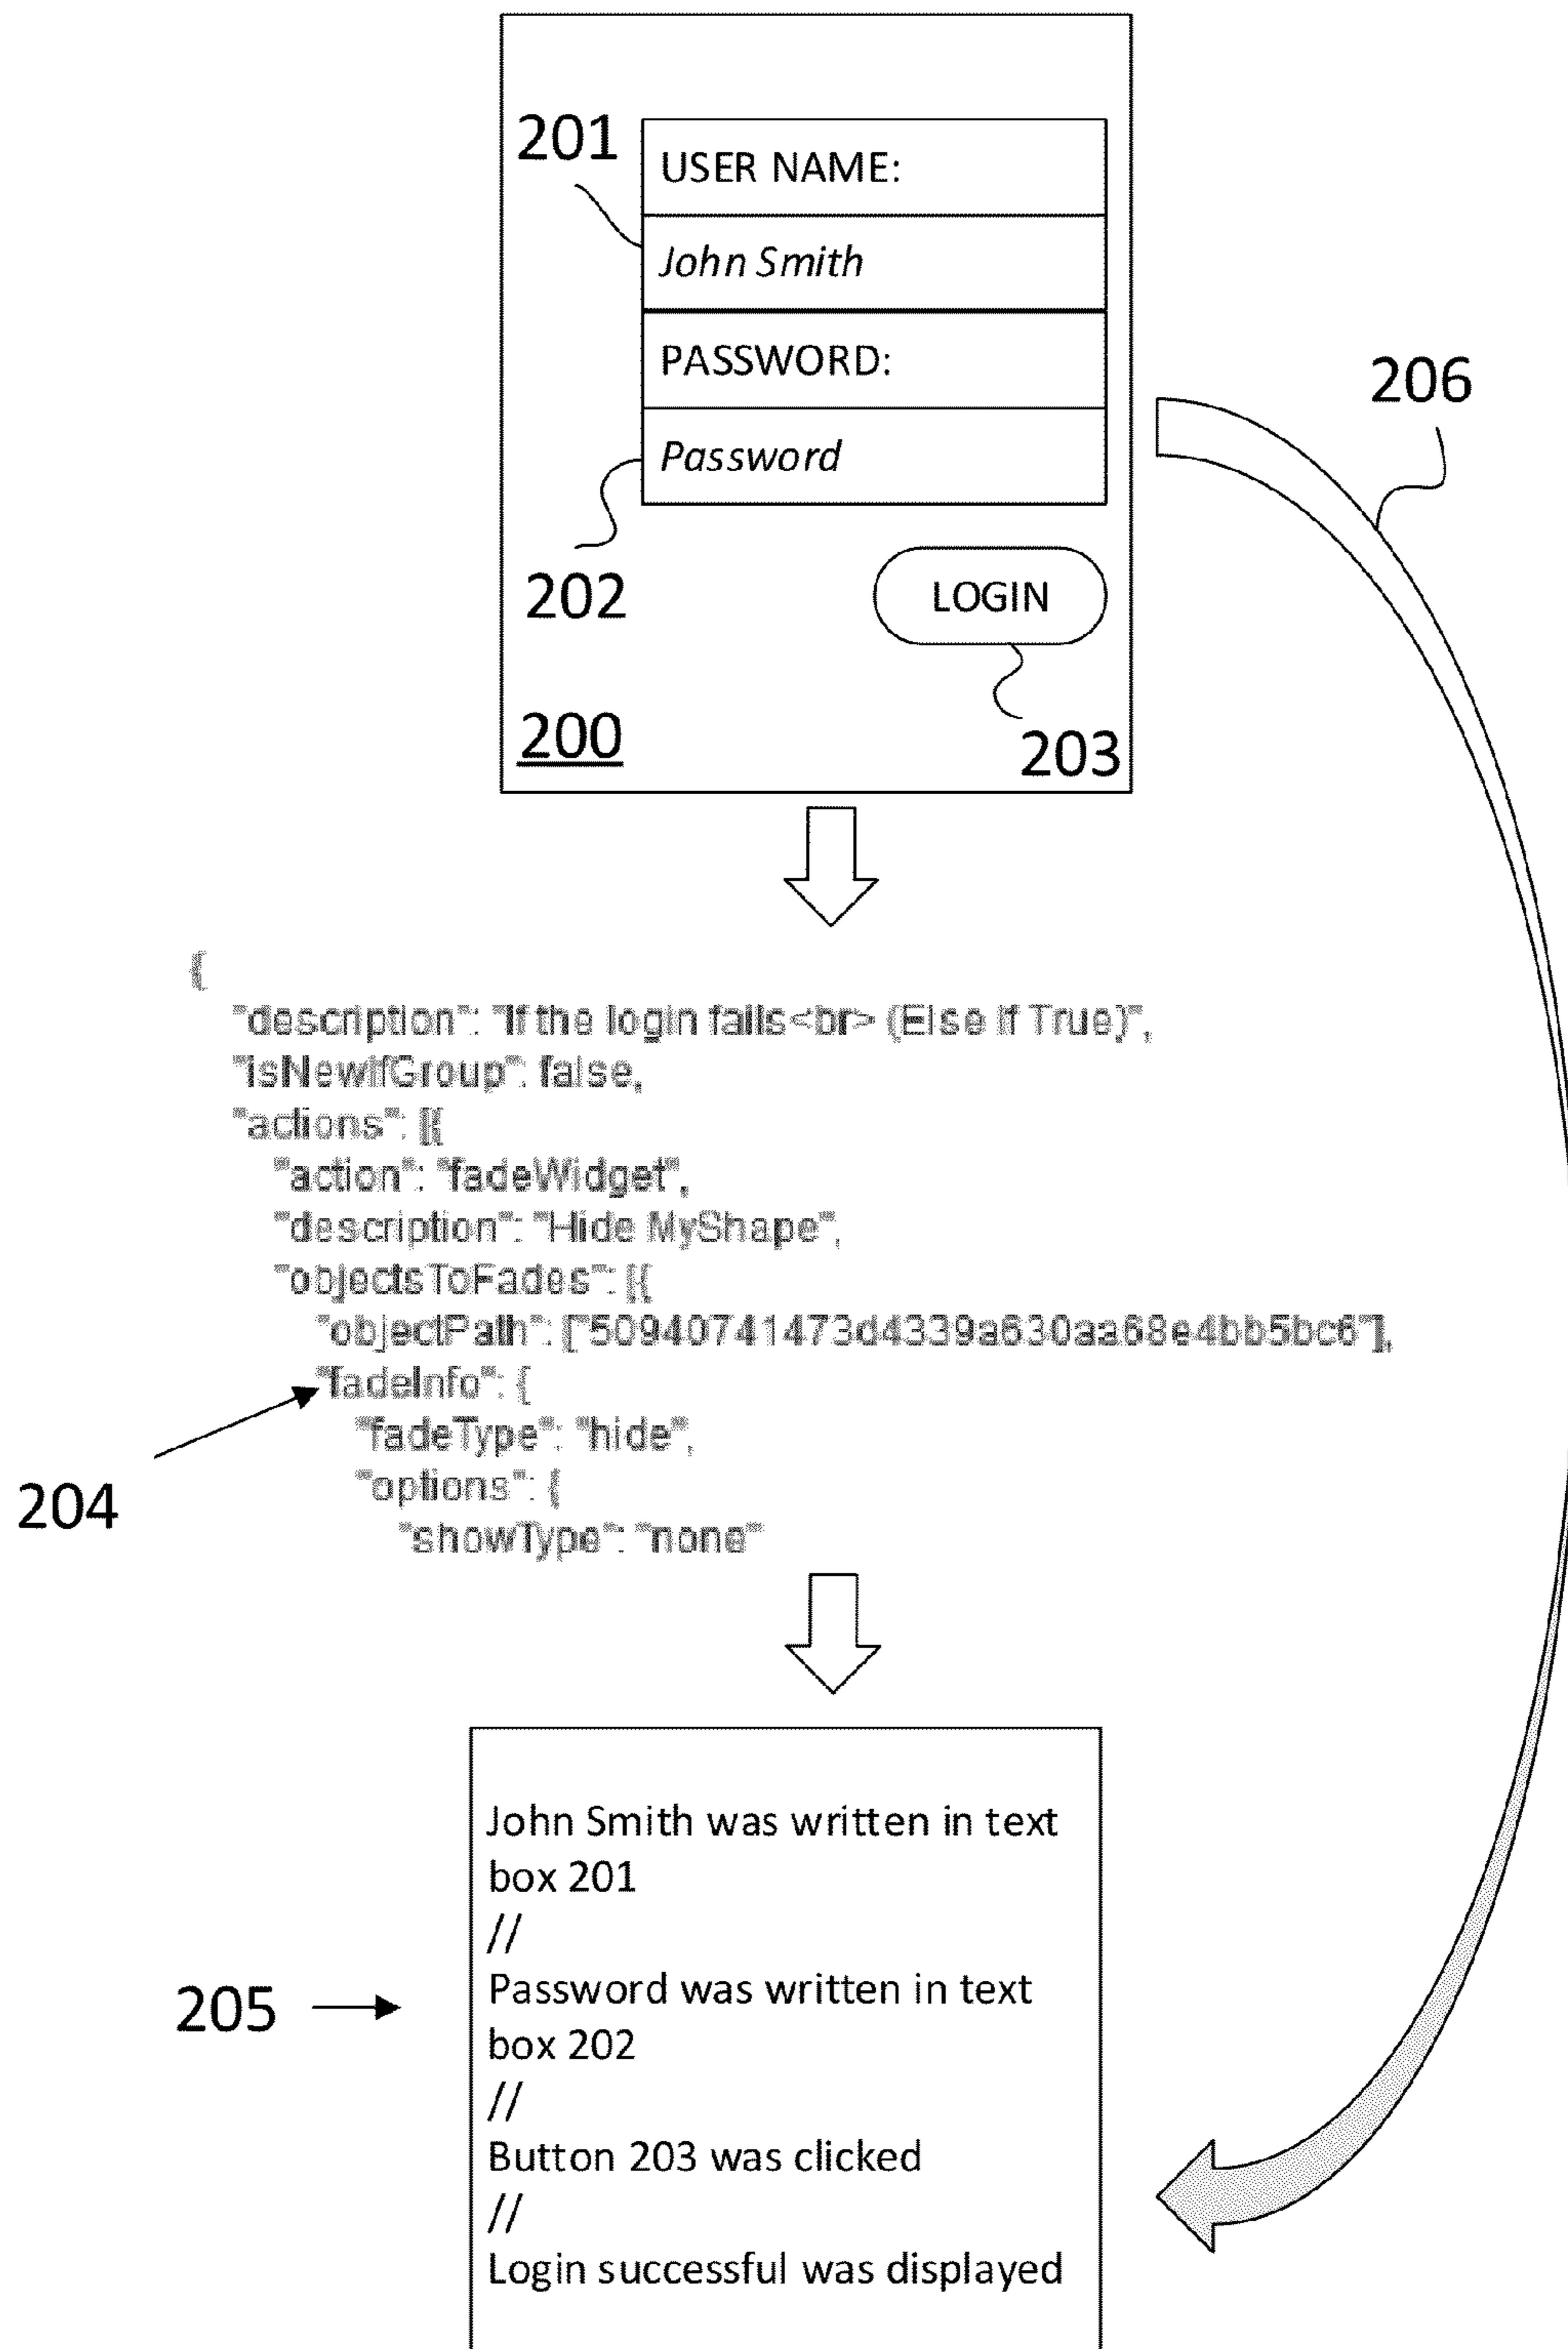 201
USER NAME:
John Smith
PASSWORD:
Password
202
LOGIN
200
203
206
{
"description": "If the login fails<br> (Else If True)",
"isNewIfGroup": false,
"actions": [{
"action": "fadeWidget",
"description": "Hide MyShape",
"objectsToFades": [{
"objectPath": ["50940741473d4339a630aa68e4bb5bc6"],
"fadeInfo": {
"fadeType": "hide",
"options": {
"showType": "none"
204
John Smith was written in text
box 201
//
Password was written in text
box 202
//
Button 203 was clicked
//
Login successful was displayed
205